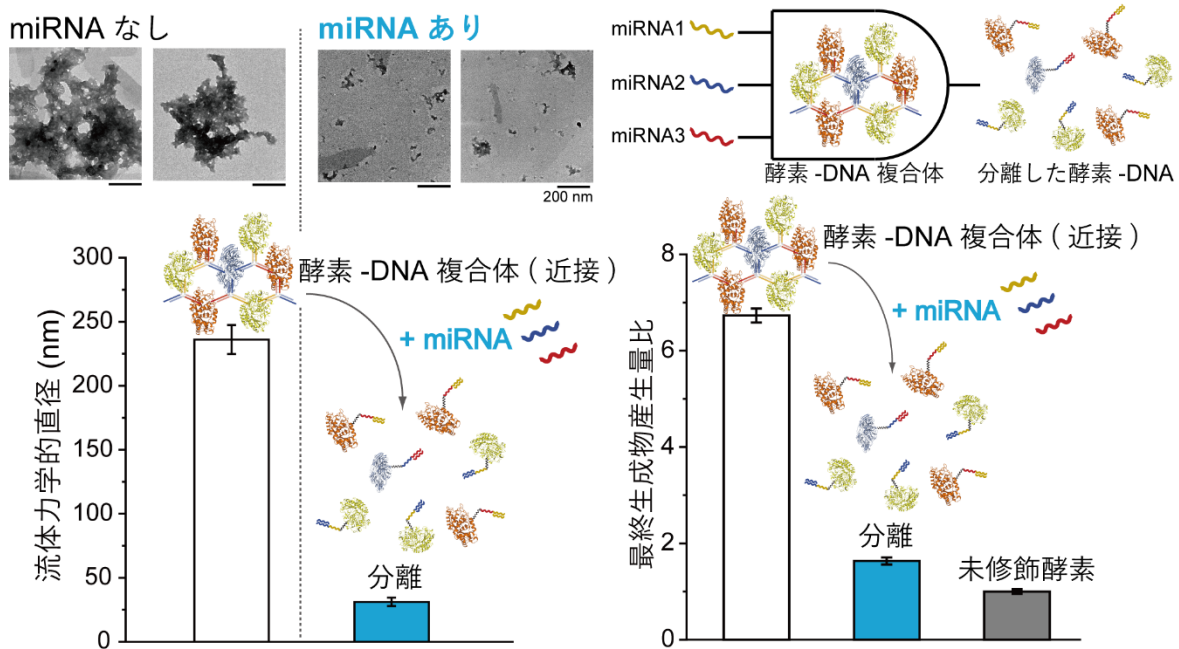 miRNA なし
miRNA あり
200 nm
miRNA1
miRNA2
miRNA3
酵素 -DNA 複合体
分離した酵素 -DNA
流体力学的直径 (nm)
300
250
200
150
100
50
0
酵素 -DNA 複合体 ( 近接 )
+ miRNA
分離
最終生成物産生量比
8
6
4
2
0
酵素 -DNA 複合体 ( 近接 )
+ miRNA
分離
未修飾酵素